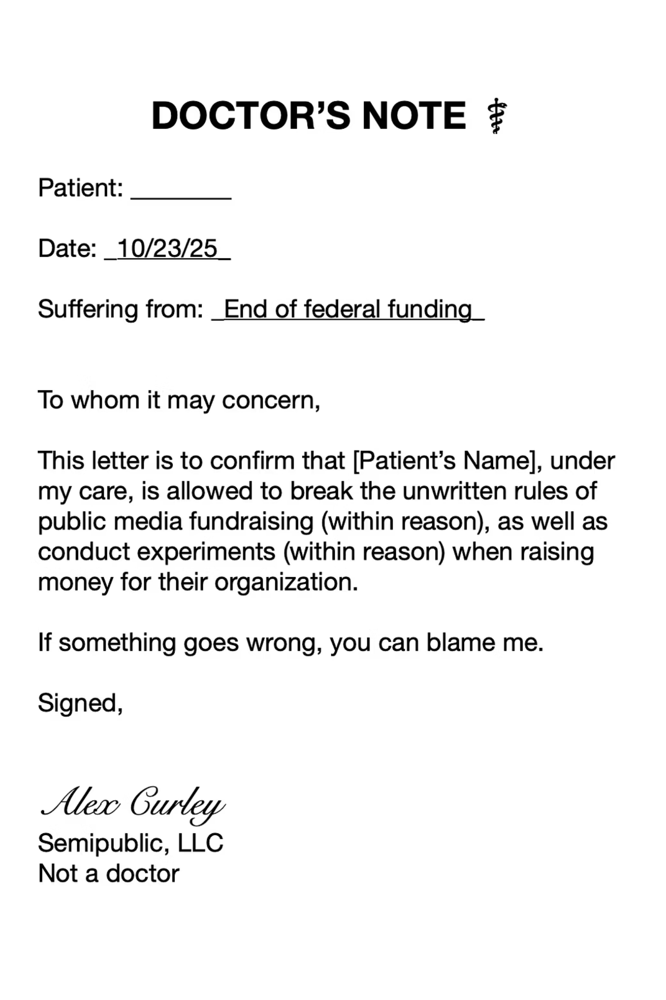 DOCTOR’S NOTE ⚕
Patient: ________
Date: _10/23/25_
Suffering from: _End of federal funding_
To whom it may concern,
This letter is to confirm that [Patient’s Name], under
my care, is allowed to break the unwritten rules of
public media fundraising (within reason), as well as
conduct experiments (within reason) when raising
money for their organization.
If something goes wrong, you can blame me.
Signed,
Alex Curley
Semipublic, LLC
Not a doctor